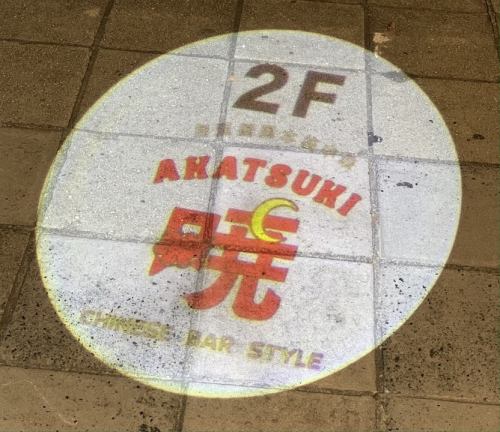 2F
AKATSUKI
暁
CHINESE BAR STYLE